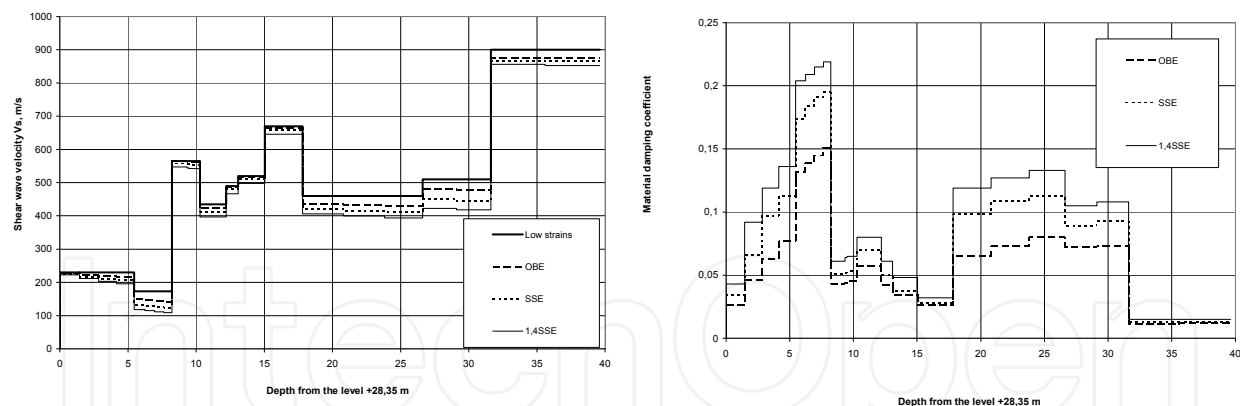 1000
900
800
700
600
500
400
300
200
100
0
0 5 10 15 20 25 30 35 40
Shear wave velocity Vs, m/s
Depth from the level +28,35 m
Low strains
OBE
SSE
1,4SSE
0,25
0,2
0,15
0,1
0,05
0
0 5 10 15 20 25 30 35 40
Material damping coefficient
Depth from the level +28,35 m
OBE
SSE
1,4SSE
IntechOpen